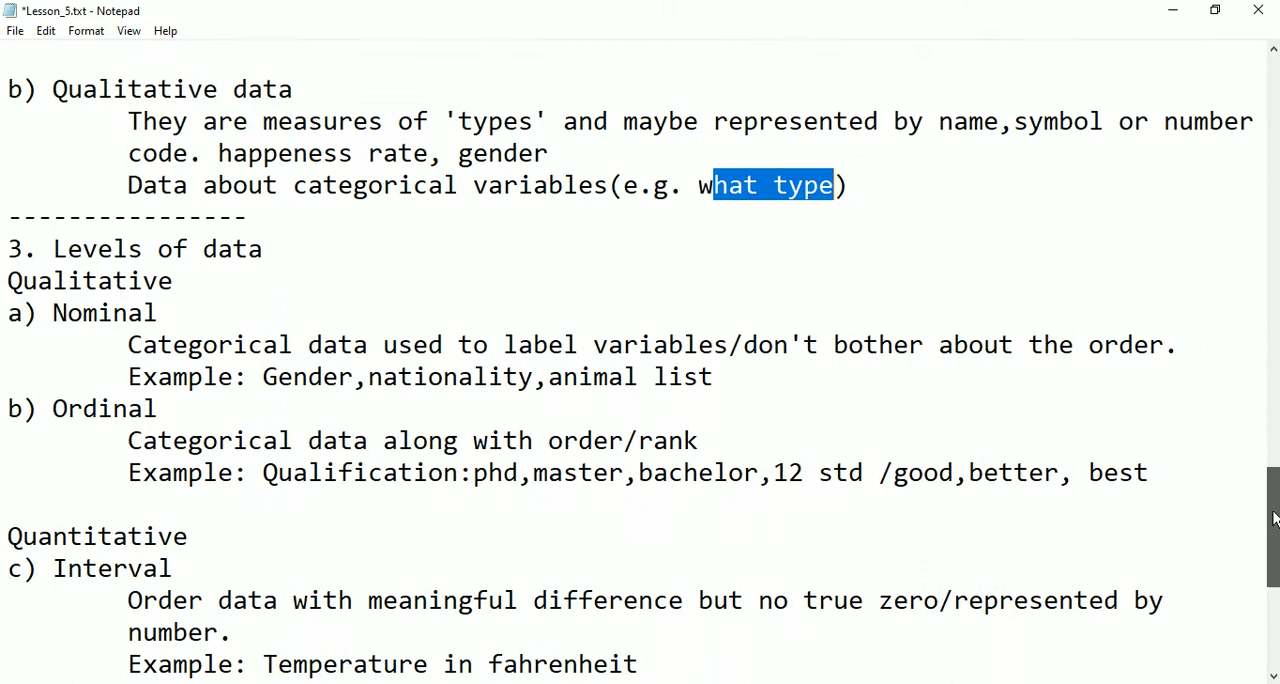 *Lesson_5.txt - Notepad
File Edit Format View Help
b) Qualitative data
They are measures of 'types' and maybe represented by name,symbol or number
code. happeness rate, gender
Data about categorical variables(e.g. what type)
----------------
3. Levels of data
Qualitative
a) Nominal
Categorical data used to label variables/don't bother about the order.
Example: Gender,nationality,animal list
b) Ordinal
Categorical data along with order/rank
Example: Qualification:phd,master,bachelor,12 std /good,better, best
Quantitative
c) Interval
Order data with meaningful difference but no true zero/represented by
number.
Example: Temperature in fahrenheit